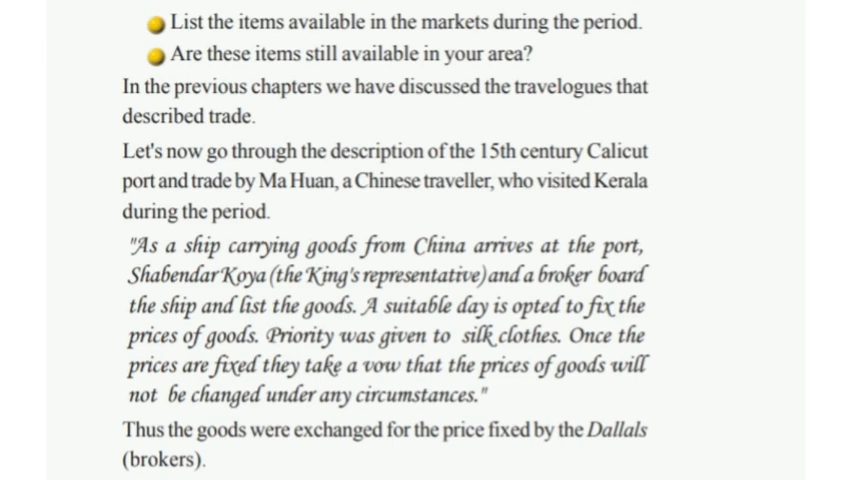 List the items available in the markets during the period.
Are these items still available in your area?
In the previous chapters we have discussed the travelogues that
described trade.
Let's now go through the description of the 15th century Calicut
port and trade by Ma Huan, a Chinese traveller, who visited Kerala
during the period.
"As a ship carrying goods from China arrives at the port,
Shabendar Koya (the King's representative) and a broker board
the ship and list the goods. A suitable day is opted to fix the
prices of goods. Priority was given to silk clothes. Once the
prices are fixed they take a vow that the prices of goods will
not be changed under any circumstances."
Thus the goods were exchanged for the price fixed by the Dallals
(brokers).